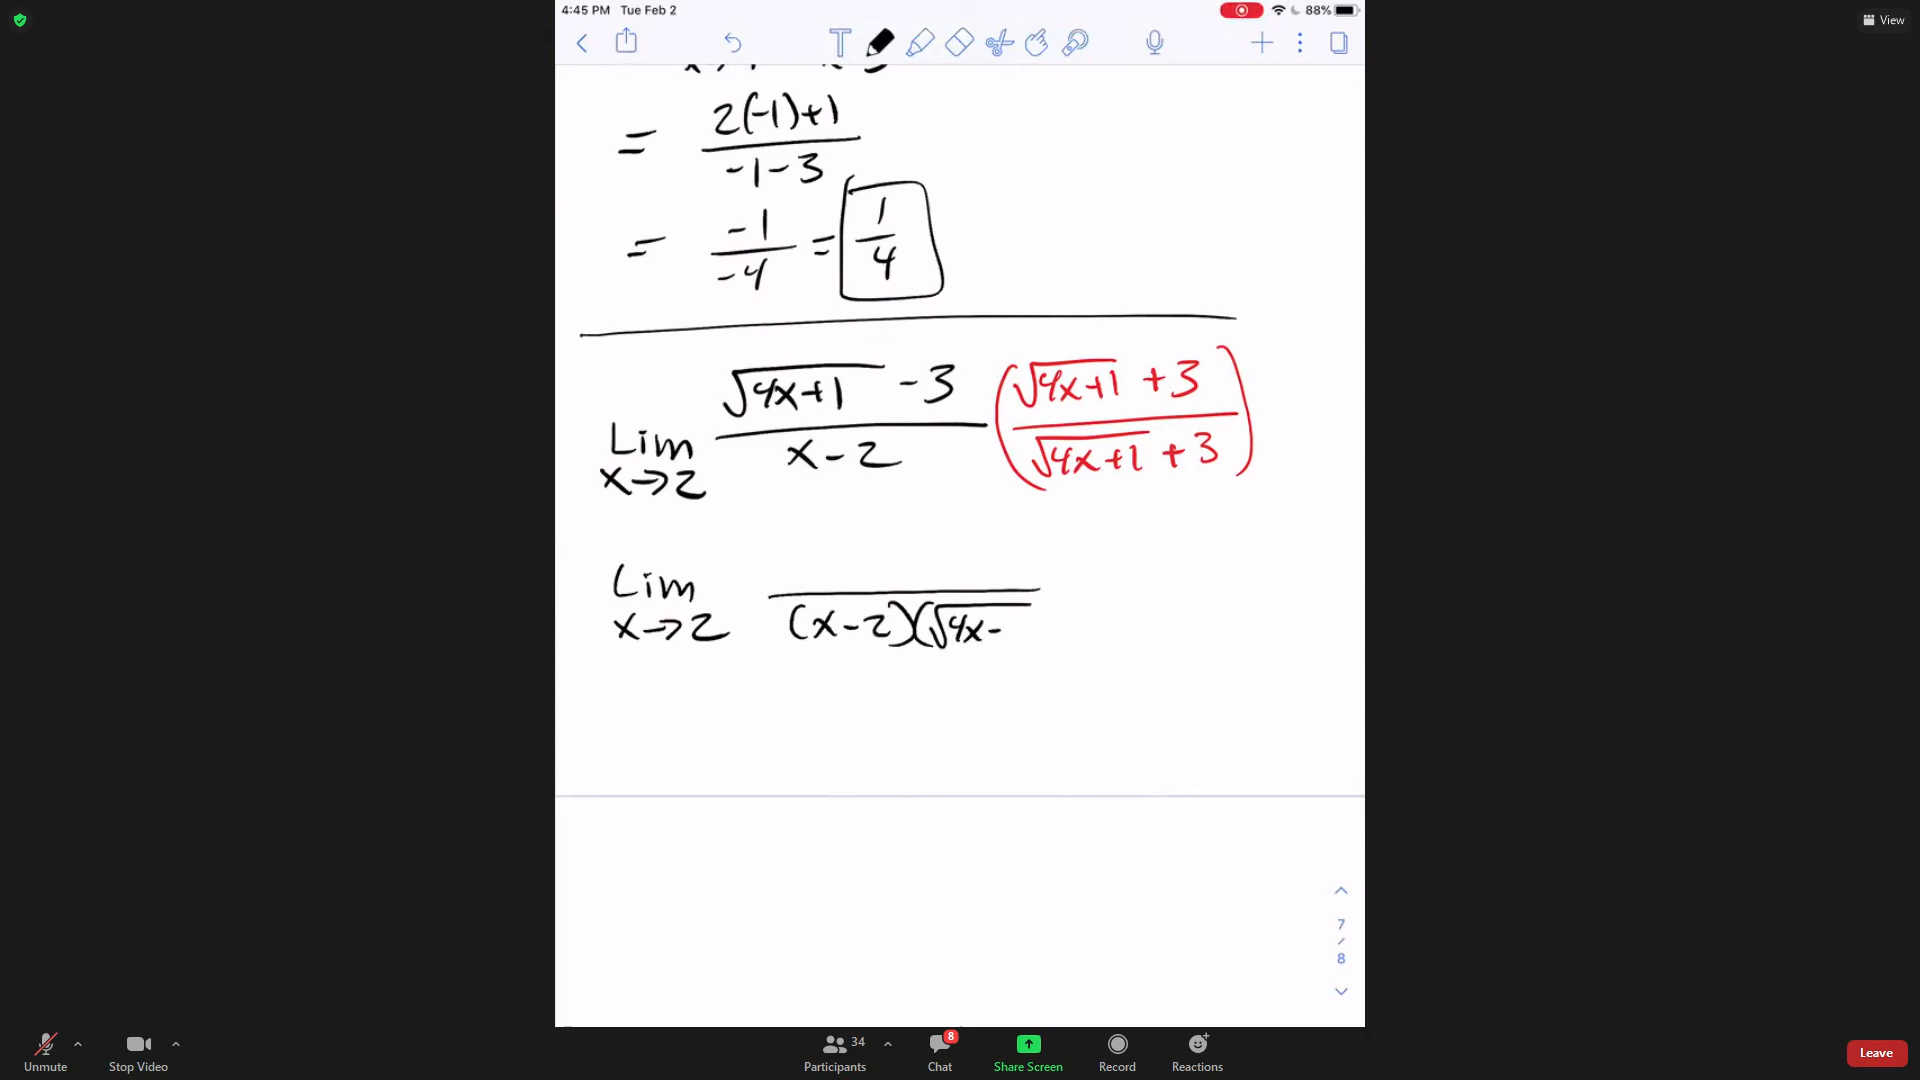 4:45 PM Tue Feb 2 88%
View
= 2(-1)+1 / -1-3
= -1 / -4 = 1 / 4
Lim x→2 √4x+1 -3 / x-2 (√4x+1 +3 / √4x+1 +3)
Lim x→2 / (x-2)(√4x-
7 / 8
Unmute Stop Video 34 Participants 8 Chat Share Screen Record Reactions Leave